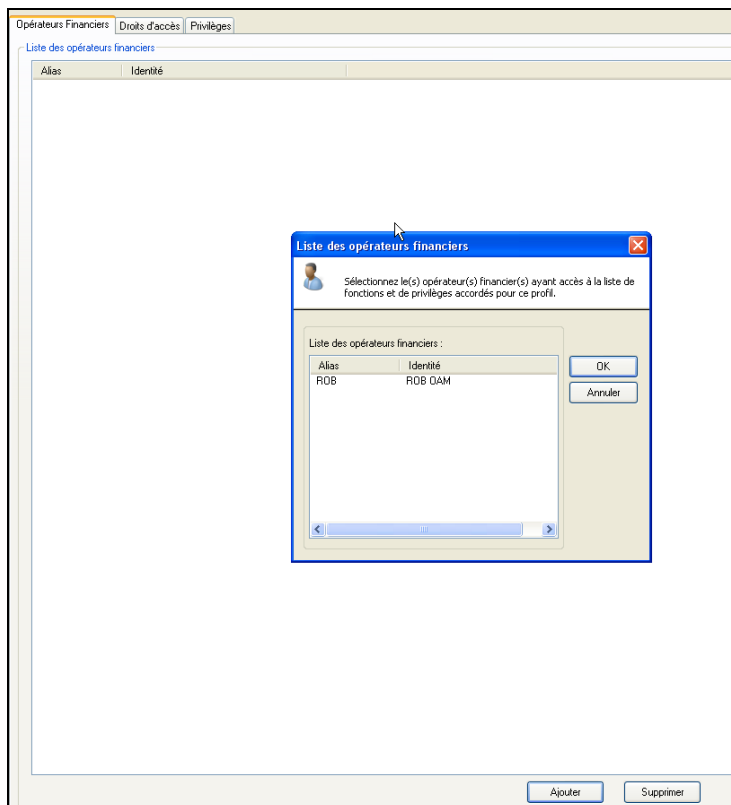 Opérateurs Financiers Droits d'accès Privilèges
Liste des opérateurs financiers
Alias Identité
Liste des opérateurs financiers
Sélectionnez le(s) opérateur(s) financier(s) ayant accès à la liste de
fonctions et de privilèges accordés pour ce profil.
Liste des opérateurs financiers :
Alias Identité
ROB ROB OAM
OK
Annuler
Ajouter Supprimer